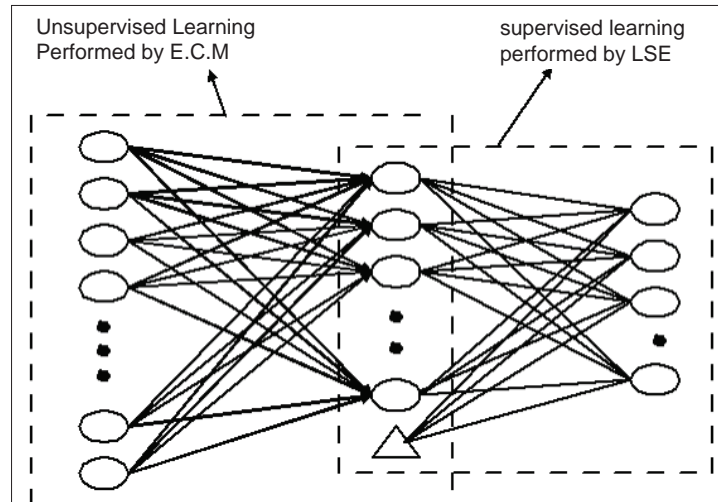 Unsupervised Learning
Performed by E.C.M
supervised learning
performed by LSE